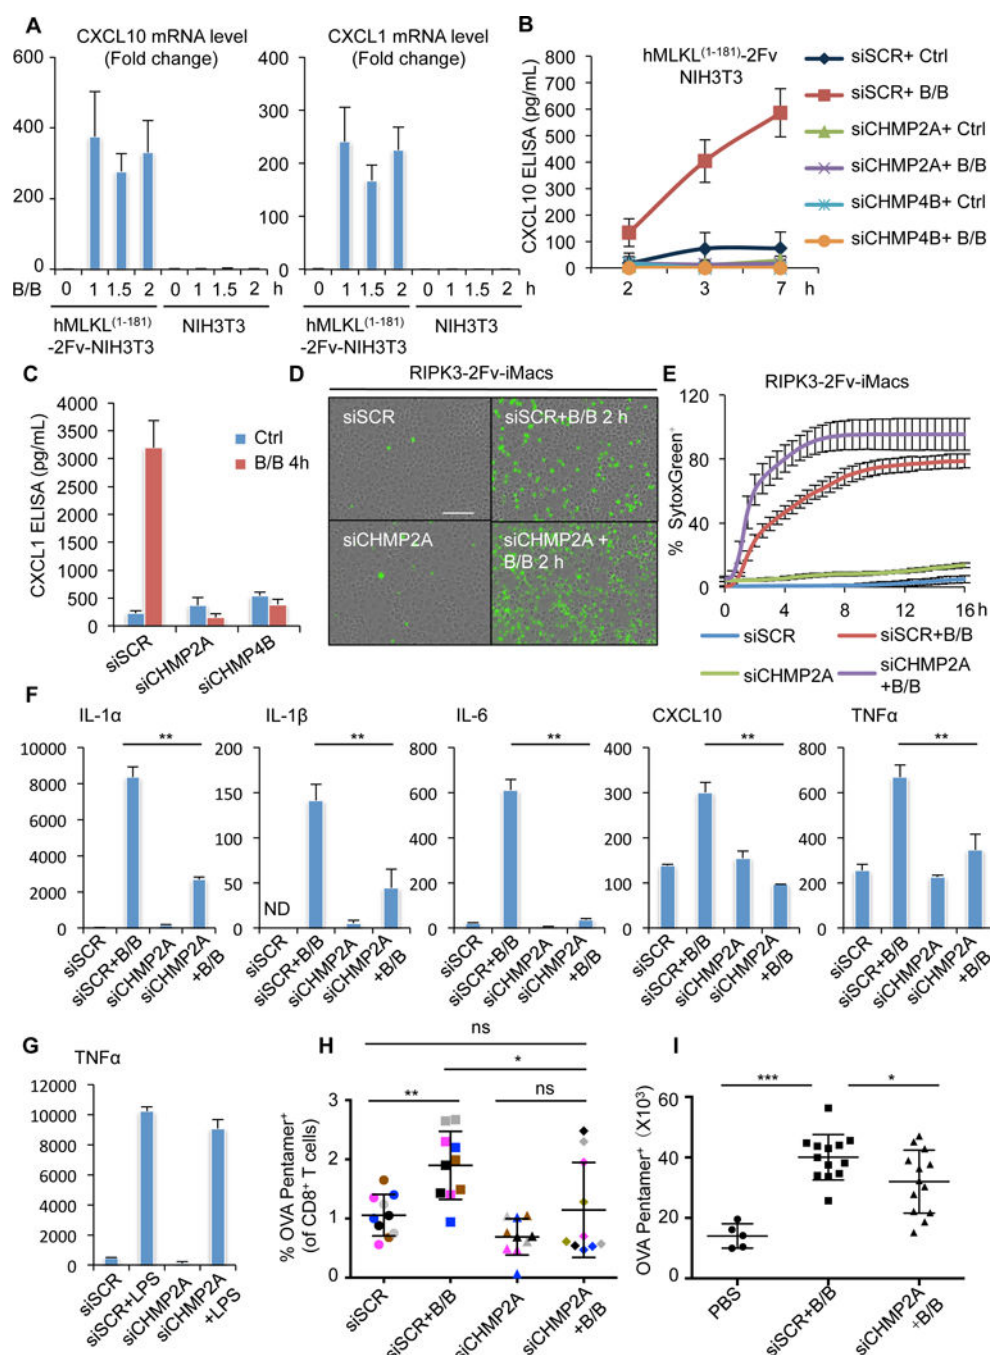 A
CXCL10 mRNA level
(Fold change)
600
400
200
0
B/B 0 1 1.5 2 0 1 1.5 2
hMLKL(1-181)
-2Fv-NIH3T3
NIH3T3
CXCL1 mRNA level
(Fold change)
400
300
200
100
0
0 1 1.5 2 0 1 1.5 2 h
hMLKL(1-181)
-2Fv-NIH3T3
NIH3T3
B
hMLKL(1-181)-2Fv
NIH3T3
CXCL10 ELISA (pg/mL)
800
700
600
500
400
300
200
100
0
2 3 7 h
siSCR+ Ctrl
siSCR+ B/B
siCHMP2A+ Ctrl
siCHMP2A+ B/B
siCHMP4B+ Ctrl
siCHMP4B+ B/B
C
CXCL1 ELISA (pg/mL)
4000
3500
3000
2500
2000
1500
1000
500
0
Ctrl
B/B 4h
siSCR
siCHMP2A
siCHMP4B
D
RIPK3-2Fv-iMacs
siSCR
siSCR+B/B 2 h
siCHMP2A
siCHMP2A +
B/B 2 h
E
RIPK3-2Fv-iMacs
% SytoxGreen+
120
80
40
0
0 4 8 12 16 h
siSCR
siSCR+B/B
siCHMP2A
siCHMP2A
+B/B
F
IL-1α
10000
8000
6000
4000
2000
0
**
siSCR
siSCR+B/B
siCHMP2A
siCHMP2A
+B/B
IL-1β
200
150
100
50
0
ND
**
siSCR
siSCR+B/B
siCHMP2A
siCHMP2A
+B/B
IL-6
800
600
400
200
0
**
siSCR
siSCR+B/B
siCHMP2A
siCHMP2A
+B/B
CXCL10
400
300
200
100
0
**
siSCR
siSCR+B/B
siCHMP2A
siCHMP2A
+B/B
TNFα
800
600
400
200
0
**
siSCR
siSCR+B/B
siCHMP2A
siCHMP2A
+B/B
G
TNFα
12000
10000
8000
6000
4000
2000
0
siSCR
siSCR+LPS
siCHMP2A
siCHMP2A
+LPS
H
ns
*
**
ns
% OVA Pentamer+
(of CD8+ T cells)
3
2
1
0
siSCR
siSCR+B/B
siCHMP2A
siCHMP2A
+B/B
I
***
*
OVA Pentamer+ (X103)
60
40
20
0
PBS
siSCR+B/B
siCHMP2A
+B/B